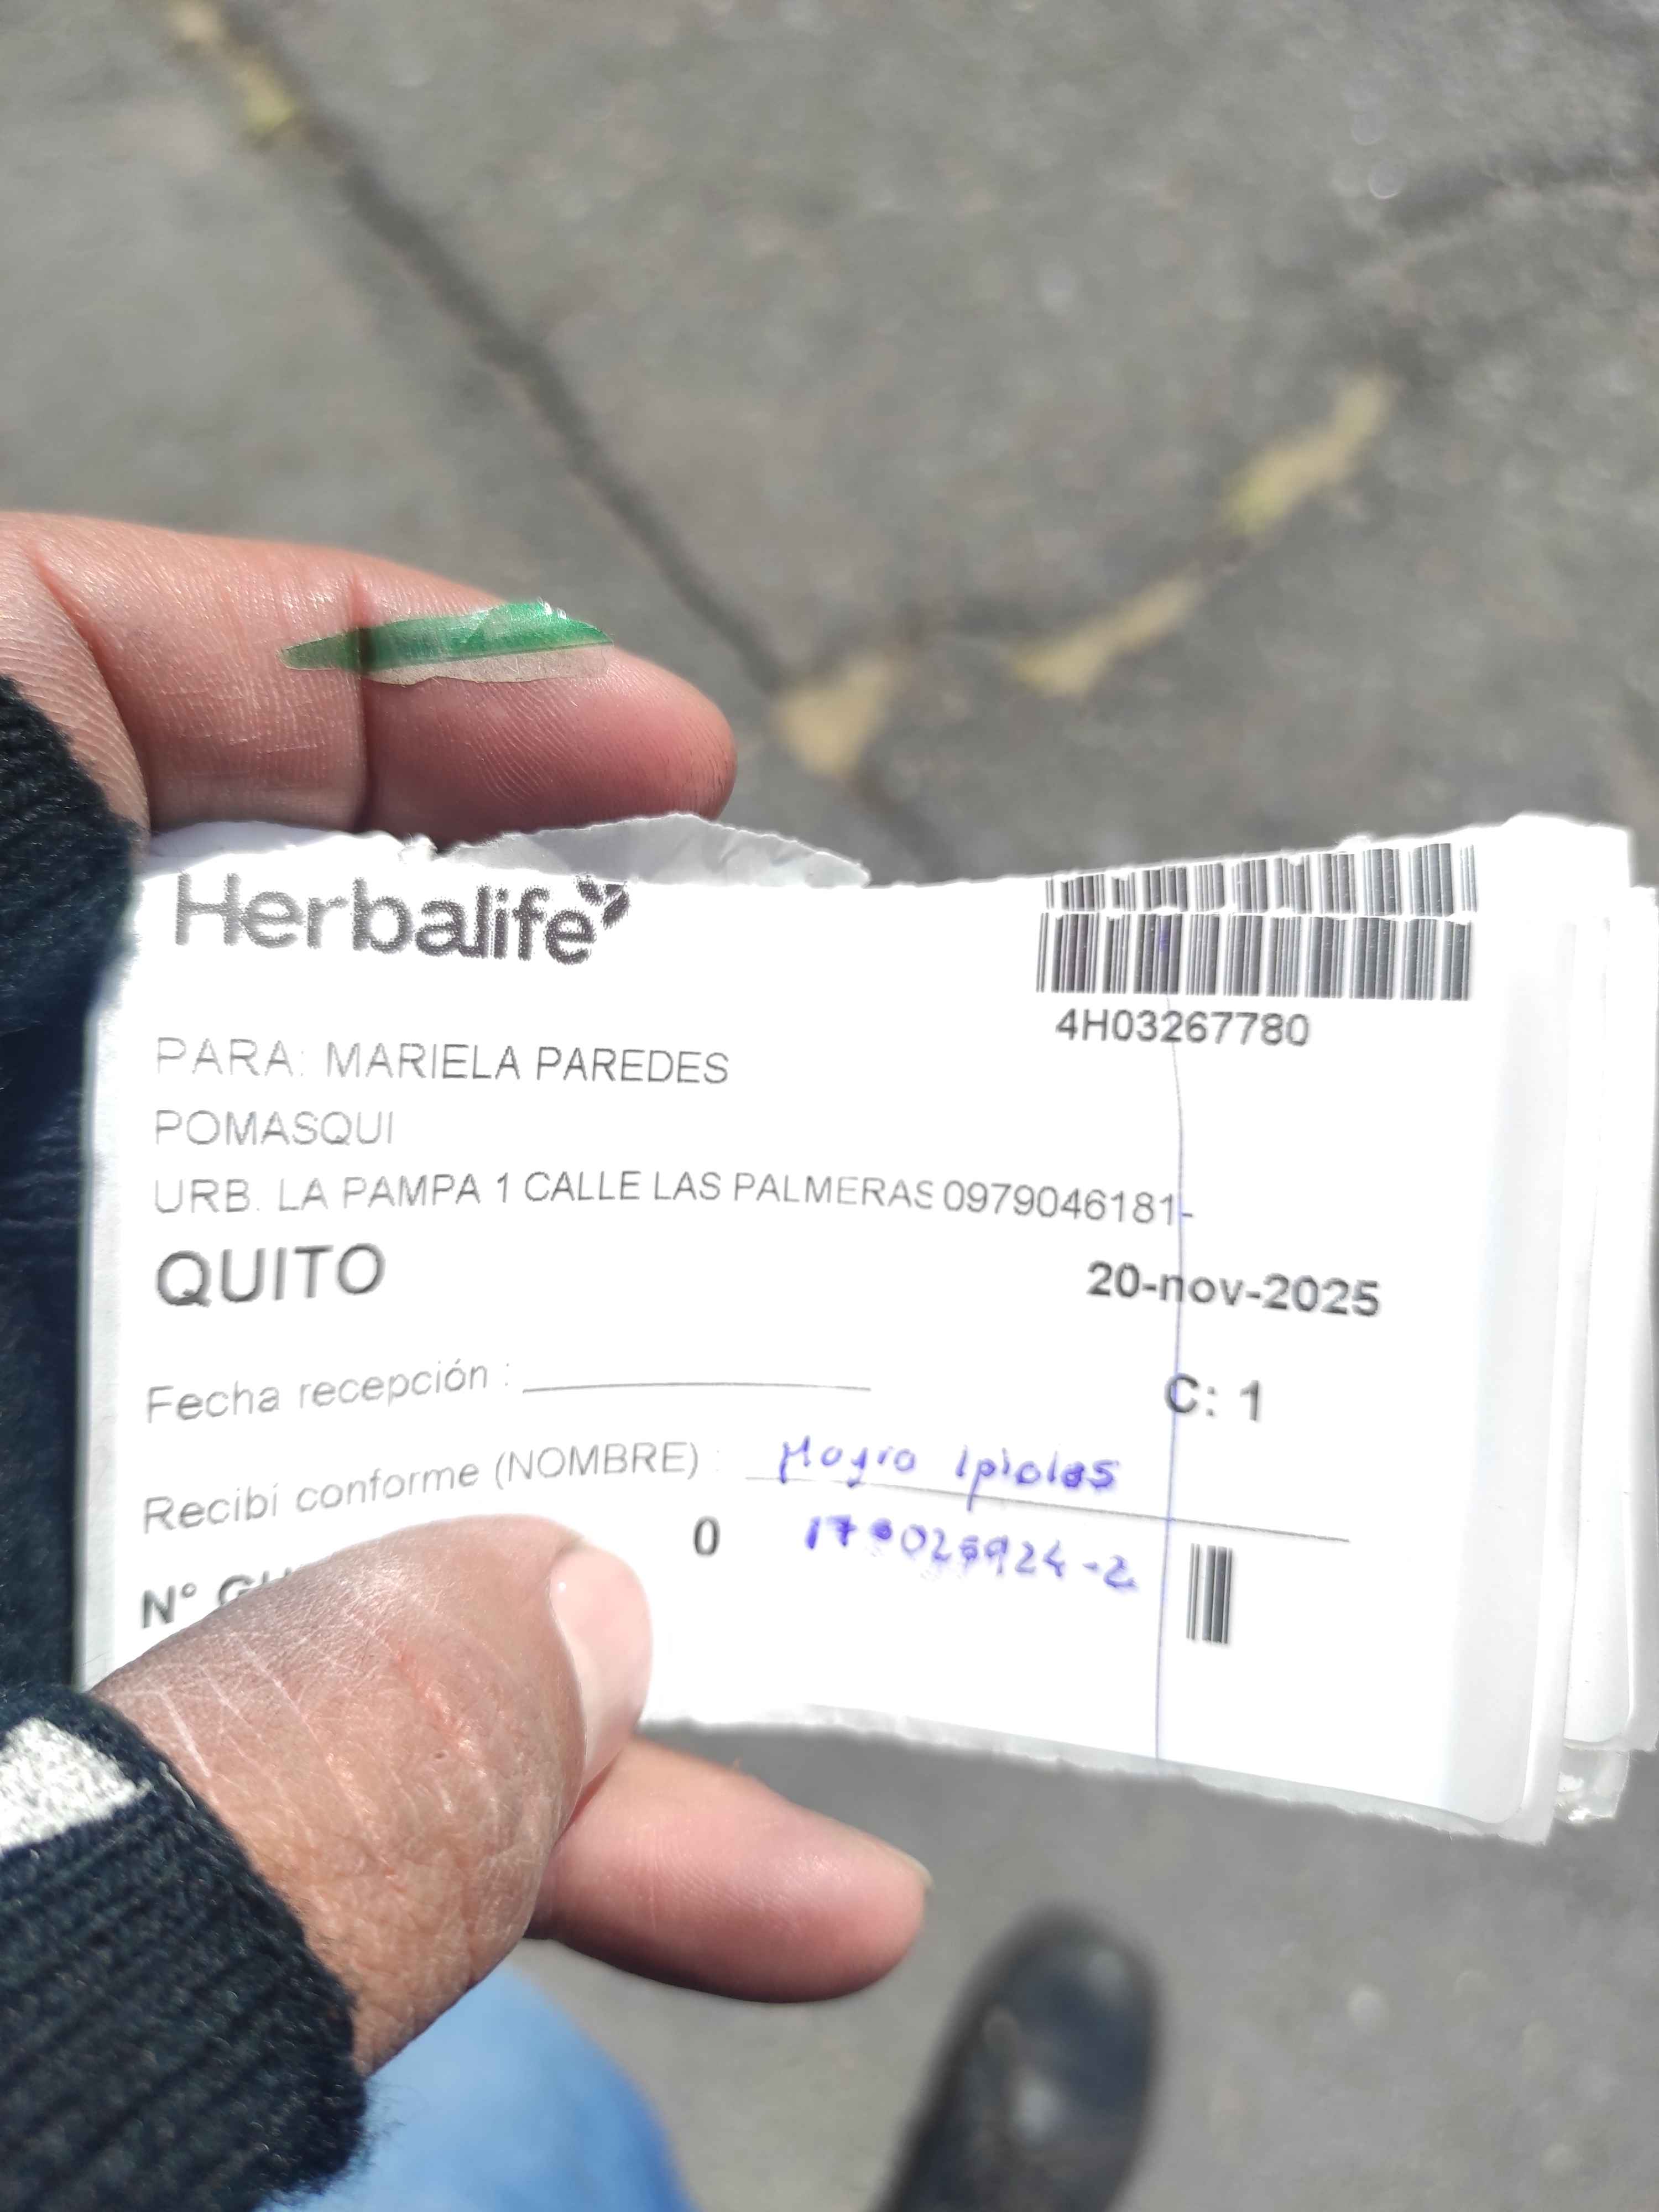 Herbalife
4H03267780
PARA: MARIELA PAREDES
POMASQUI
URB. LA PAMPA 1 CALLE LAS PALMERAS 0979046181-
QUITO
20-nov-2025
Fecha recepción :
C: 1
Recibí conforme (NOMBRE) : Mayra
0
N°